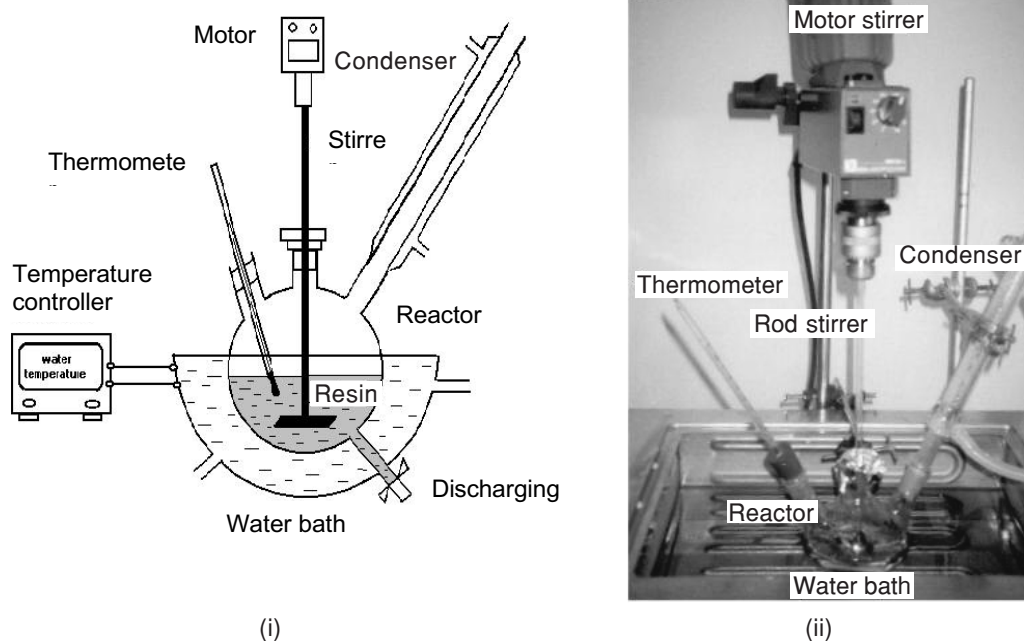 Motor
Condenser
Stirre
Thermomete
Temperature
controller
water
temperature
Reactor
Resin
Discharging
Water bath
(i)
Motor stirrer
Condenser
Thermometer
Rod stirrer
Reactor
Water bath
(ii)